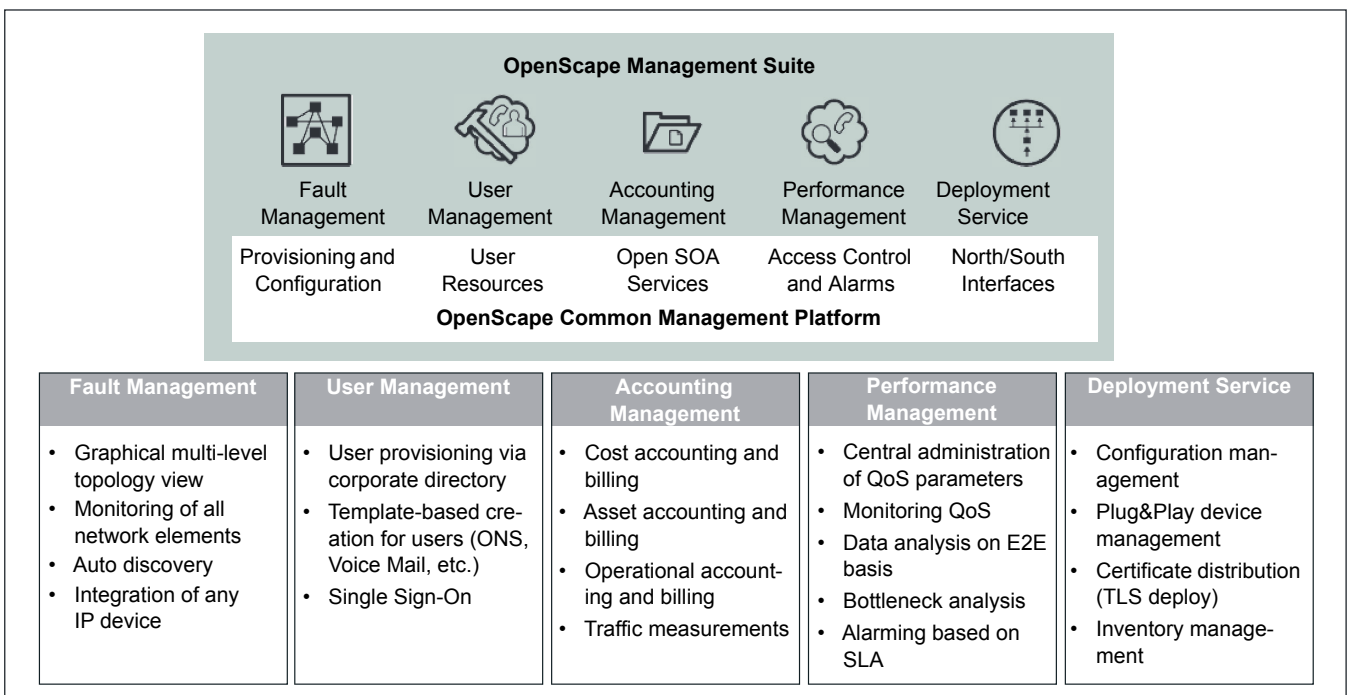 OpenScape Management Suite
Fault
Management
User
Management
Accounting
Management
Performance
Management
Deployment
Service
Provisioning and
Configuration
User
Resources
Open SOA
Services
Access Control
and Alarms
North/South
Interfaces
OpenScape Common Management Platform
Fault Management
• Graphical multi-level
topology view
• Monitoring of all
network elements
• Auto discovery
• Integration of any
IP device
User Management
• User provisioning via
corporate directory
• Template-based cre-
ation for users (ONS,
Voice Mail, etc.)
• Single Sign-On
Accounting
Management
• Cost accounting and
billing
• Asset accounting and
billing
• Operational account-
ing and billing
• Traffic measurements
Performance
Management
• Central administration
of QoS parameters
• Monitoring QoS
• Data analysis on E2E
basis
• Bottleneck analysis
• Alarming based on
SLA
Deployment Service
• Configuration man-
agement
• Plug&Play device
management
• Certificate distribution
(TLS deploy)
• Inventory manage-
ment